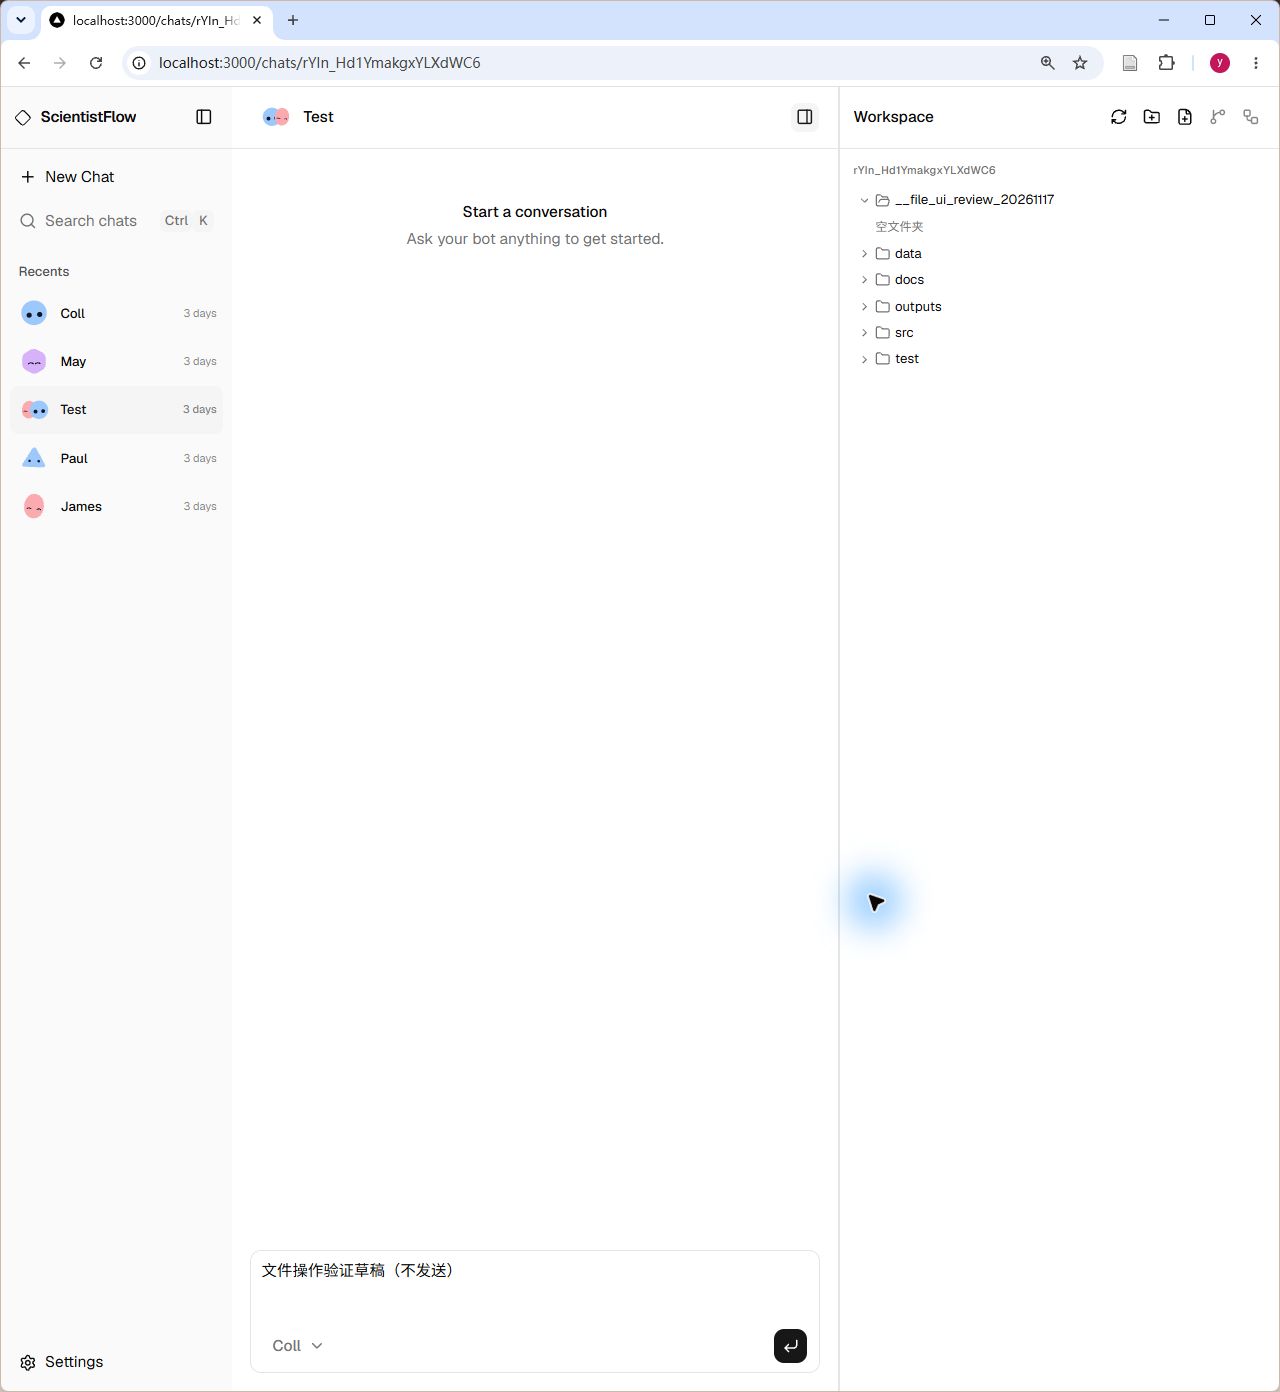 localhost:3000/chats/rYIn_Hd
localhost:3000/chats/rYIn_Hd1YmakgxYLXdWC6
y
ScientistFlow
New Chat
Search chats Ctrl K
Recents
Coll 3 days
May 3 days
Test 3 days
Paul 3 days
James 3 days
Settings
Test
Start a conversation
Ask your bot anything to get started.
文件操作验证草稿（不发送）
Coll
Workspace
rYIn_Hd1YmakgxYLXdWC6
__file_ui_review_20261117
空文件夹
data
docs
outputs
src
test